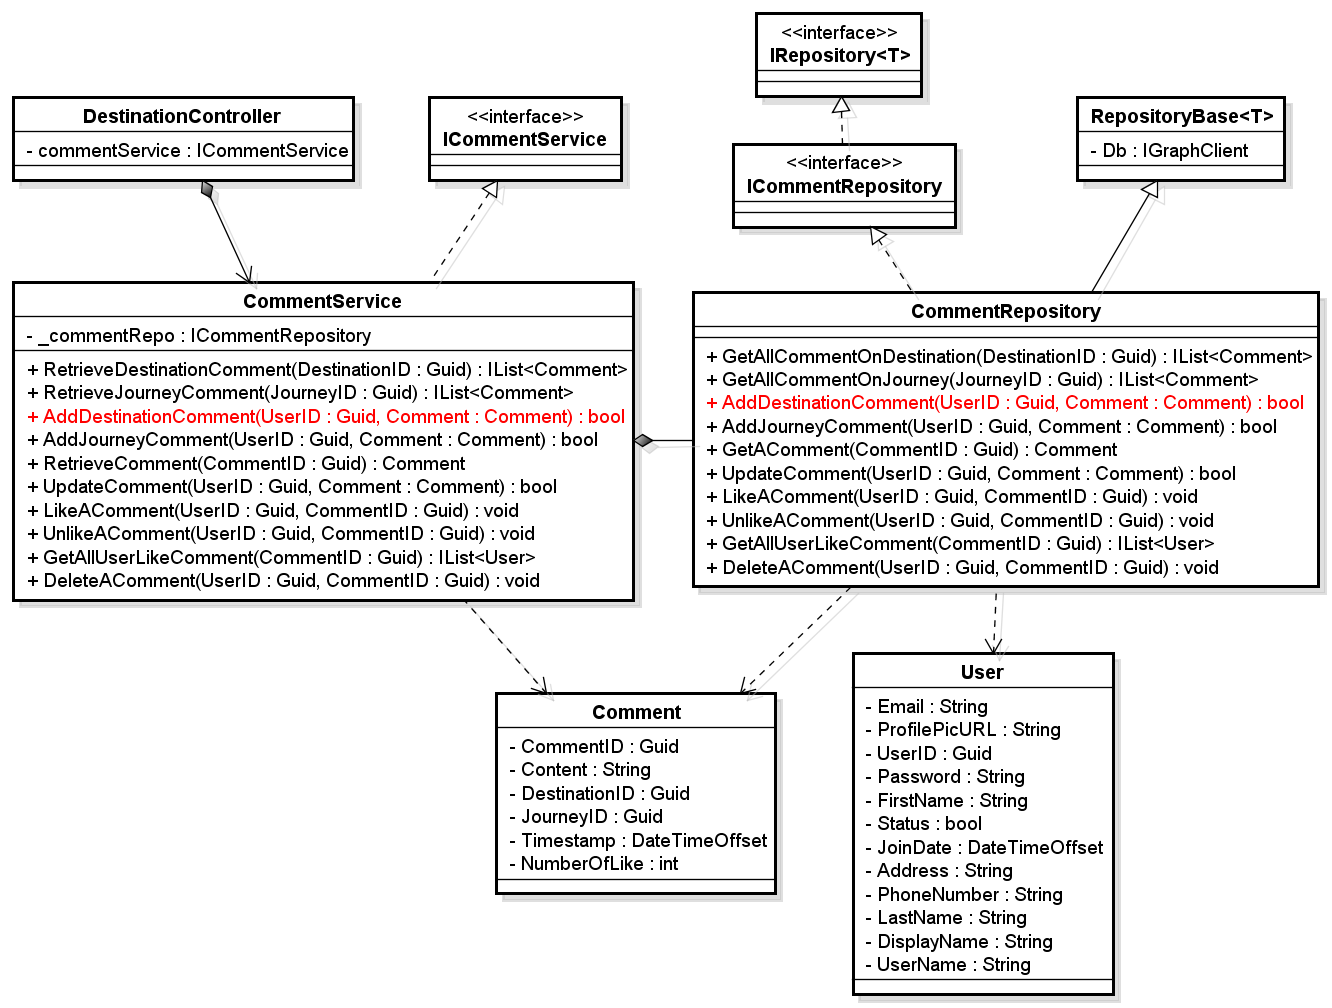 <<interface>>
IRepository<T>
DestinationController
- commentService : ICommentService
<<interface>>
ICommentService
<<interface>>
ICommentRepository
RepositoryBase<T>
- Db : IGraphClient
CommentService
- _commentRepo : ICommentRepository
+ RetrieveDestinationComment(DestinationID : Guid) : IList<Comment>
+ RetrieveJourneyComment(JourneyID : Guid) : IList<Comment>
+ AddDestinationComment(UserID : Guid, Comment : Comment) : bool
+ AddJourneyComment(UserID : Guid, Comment : Comment) : bool
+ RetrieveComment(CommentID : Guid) : Comment
+ UpdateComment(UserID : Guid, Comment : Comment) : bool
+ LikeAComment(UserID : Guid, CommentID : Guid) : void
+ UnlikeAComment(UserID : Guid, CommentID : Guid) : void
+ GetAllUserLikeComment(CommentID : Guid) : IList<User>
+ DeleteAComment(UserID : Guid, CommentID : Guid) : void
CommentRepository
+ GetAllCommentOnDestination(DestinationID : Guid) : IList<Comment>
+ GetAllCommentOnJourney(JourneyID : Guid) : IList<Comment>
+ AddDestinationComment(UserID : Guid, Comment : Comment) : bool
+ AddJourneyComment(UserID : Guid, Comment : Comment) : bool
+ GetAComment(CommentID : Guid) : Comment
+ UpdateComment(UserID : Guid, Comment : Comment) : bool
+ LikeAComment(UserID : Guid, CommentID : Guid) : void
+ UnlikeAComment(UserID : Guid, CommentID : Guid) : void
+ GetAllUserLikeComment(CommentID : Guid) : IList<User>
+ DeleteAComment(UserID : Guid, CommentID : Guid) : void
Comment
- CommentID : Guid
- Content : String
- DestinationID : Guid
- JourneyID : Guid
- Timestamp : DateTimeOffset
- NumberOfLike : int
User
- Email : String
- ProfilePicURL : String
- UserID : Guid
- Password : String
- FirstName : String
- Status : bool
- JoinDate : DateTimeOffset
- Address : String
- PhoneNumber : String
- LastName : String
- DisplayName : String
- UserName : String